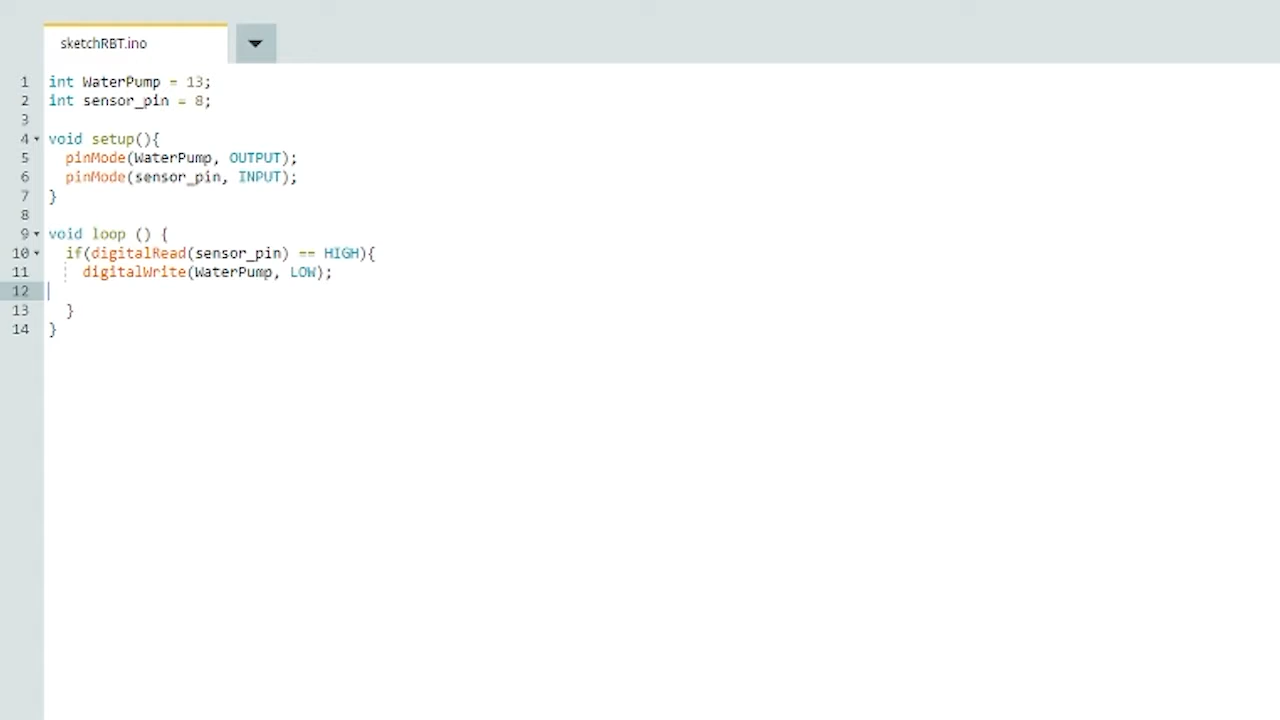 sketchRBT.ino
1 int WaterPump = 13;
2 int sensor_pin = 8;
3
4 void setup(){
5   pinMode(WaterPump, OUTPUT);
6   pinMode(sensor_pin, INPUT);
7 }
8
9 void loop () {
10   if(digitalRead(sensor_pin) == HIGH){
11     digitalWrite(WaterPump, LOW);
12
13   }
14 }